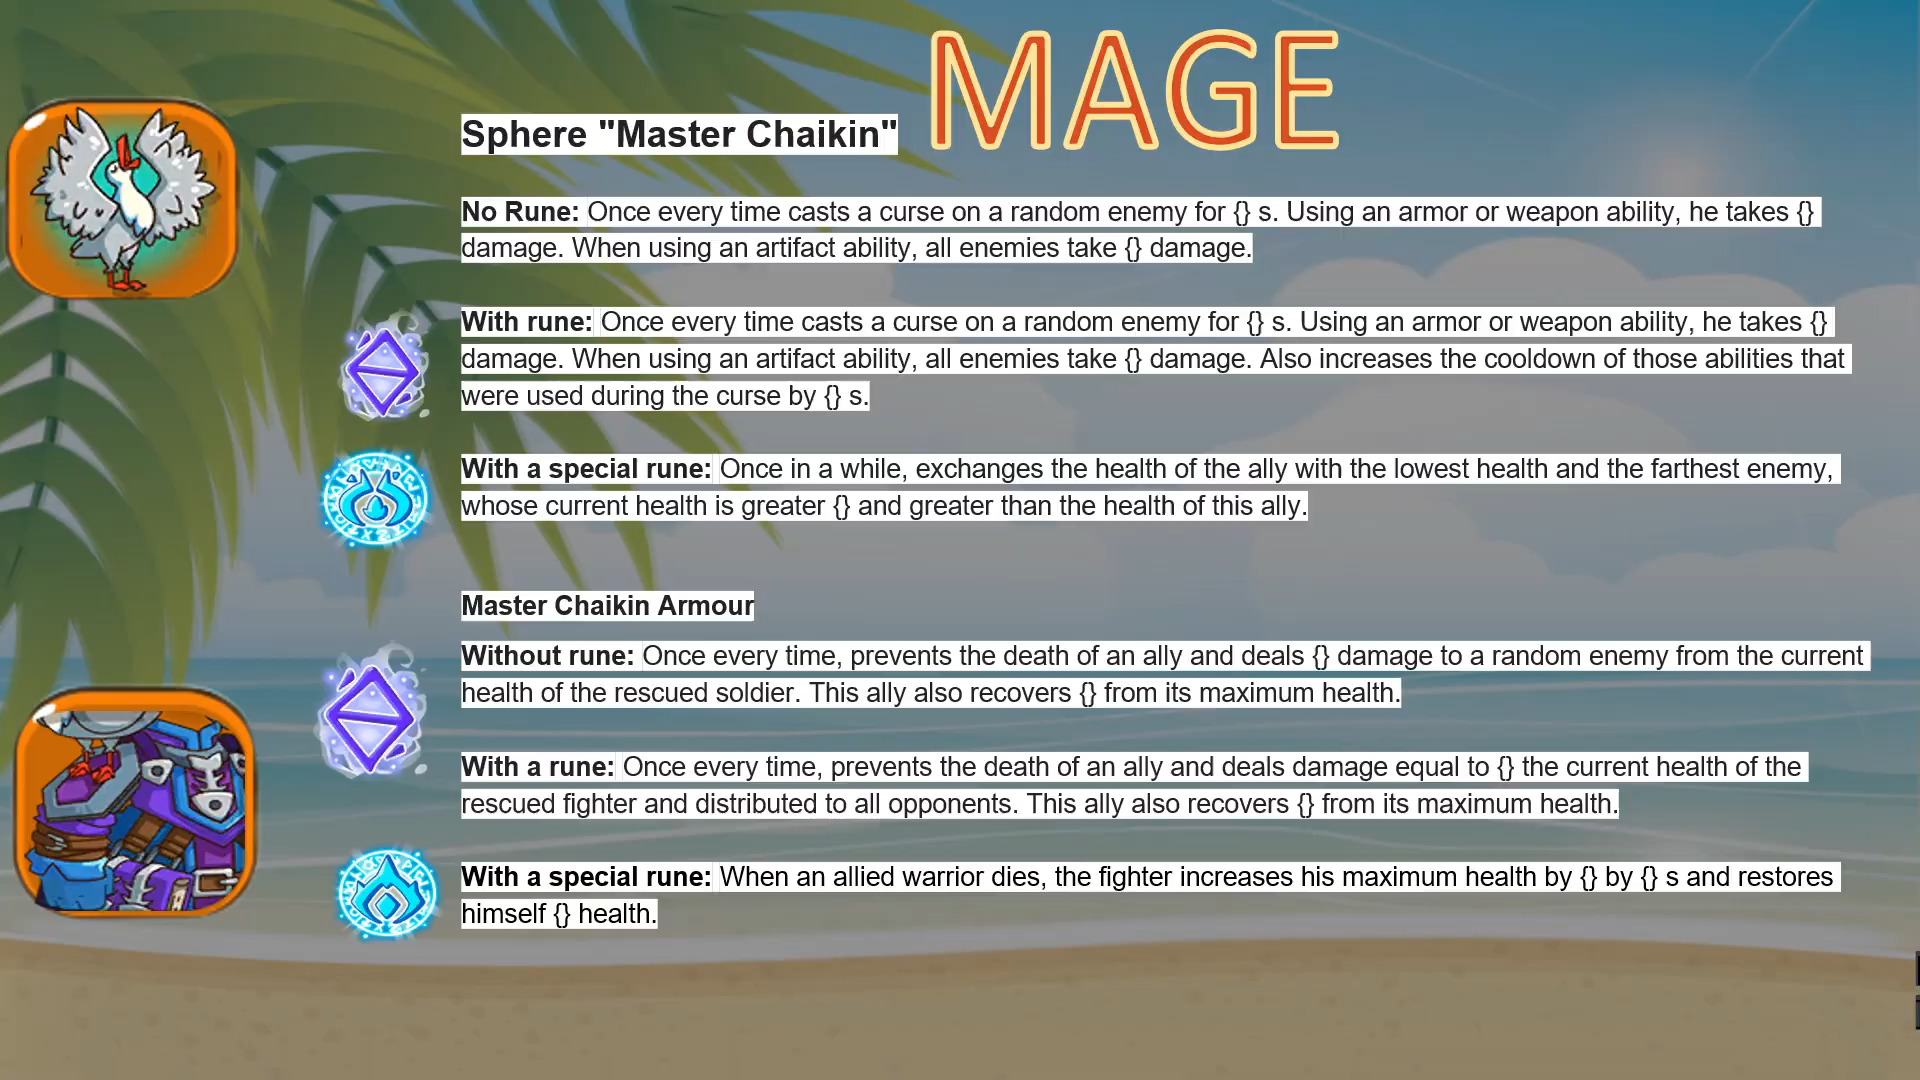 MAGE
Sphere "Master Chaikin"
No Rune: Once every time casts a curse on a random enemy for {} s. Using an armor or weapon ability, he takes {}
damage. When using an artifact ability, all enemies take {} damage.
With rune: Once every time casts a curse on a random enemy for {} s. Using an armor or weapon ability, he takes {}
damage. When using an artifact ability, all enemies take {} damage. Also increases the cooldown of those abilities that
were used during the curse by {} s.
With a special rune: Once in a while, exchanges the health of the ally with the lowest health and the farthest enemy,
whose current health is greater {} and greater than the health of this ally.
Master Chaikin Armour
Without rune: Once every time, prevents the death of an ally and deals {} damage to a random enemy from the current
health of the rescued soldier. This ally also recovers {} from its maximum health.
With a rune: Once every time, prevents the death of an ally and deals damage equal to {} the current health of the
rescued fighter and distributed to all opponents. This ally also recovers {} from its maximum health.
With a special rune: When an allied warrior dies, the fighter increases his maximum health by {} by {} s and restores
himself {} health.